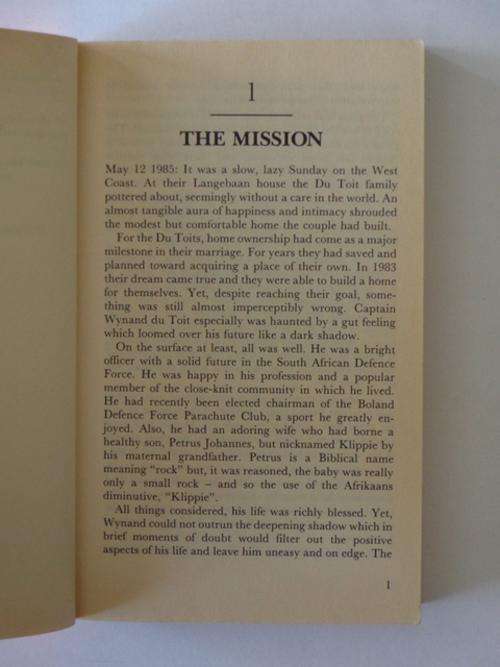 1
THE MISSION
May 12 1985: It was a slow, lazy Sunday on the West
Coast. At their Langebaan house the Du Toit family
pottered about, seemingly without a care in the world. An
almost tangible aura of happiness and intimacy shrouded
the modest but comfortable home the couple had built.
For the Du Toits, home ownership had come as a major
milestone in their marriage. For years they had saved and
planned toward acquiring a place of their own. In 1983
their dream came true and they were able to build a home
for themselves. Yet, despite reaching their goal, some-
thing was still almost imperceptibly wrong. Captain
Wynand du Toit especially was haunted by a gut feeling
which loomed over his future like a dark shadow.
On the surface at least, all was well. He was a bright
officer with a solid future in the South African Defence
Force. He was happy in his profession and a popular
member of the close-knit community in which he lived.
He had recently been elected chairman of the Boland
Defence Force Parachute Club, a sport he greatly en-
joyed. Also, he had an adoring wife who had borne a
healthy son, Petrus Johannes, but nicknamed Klippie by
his maternal grandfather. Petrus is a Biblical name
meaning "rock" but, it was reasoned, the baby was really
only a small rock – and so the use of the Afrikaans
diminutive, "Klippie".
All things considered, his life was richly blessed. Yet,
Wynand could not outrun the deepening shadow which in
brief moments of doubt would filter out the positive
aspects of his life and leave him uneasy and on edge. The
1